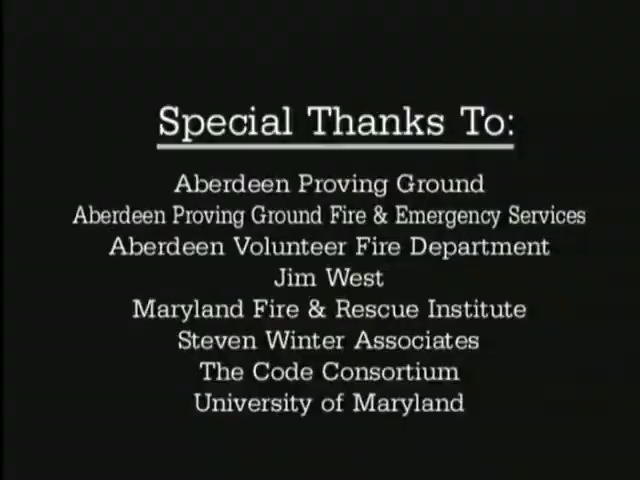 Special Thanks To:
Aberdeen Proving Ground
Aberdeen Proving Ground Fire & Emergency Services
Aberdeen Volunteer Fire Department
Jim West
Maryland Fire & Rescue Institute
Steven Winter Associates
The Code Consortium
University of Maryland